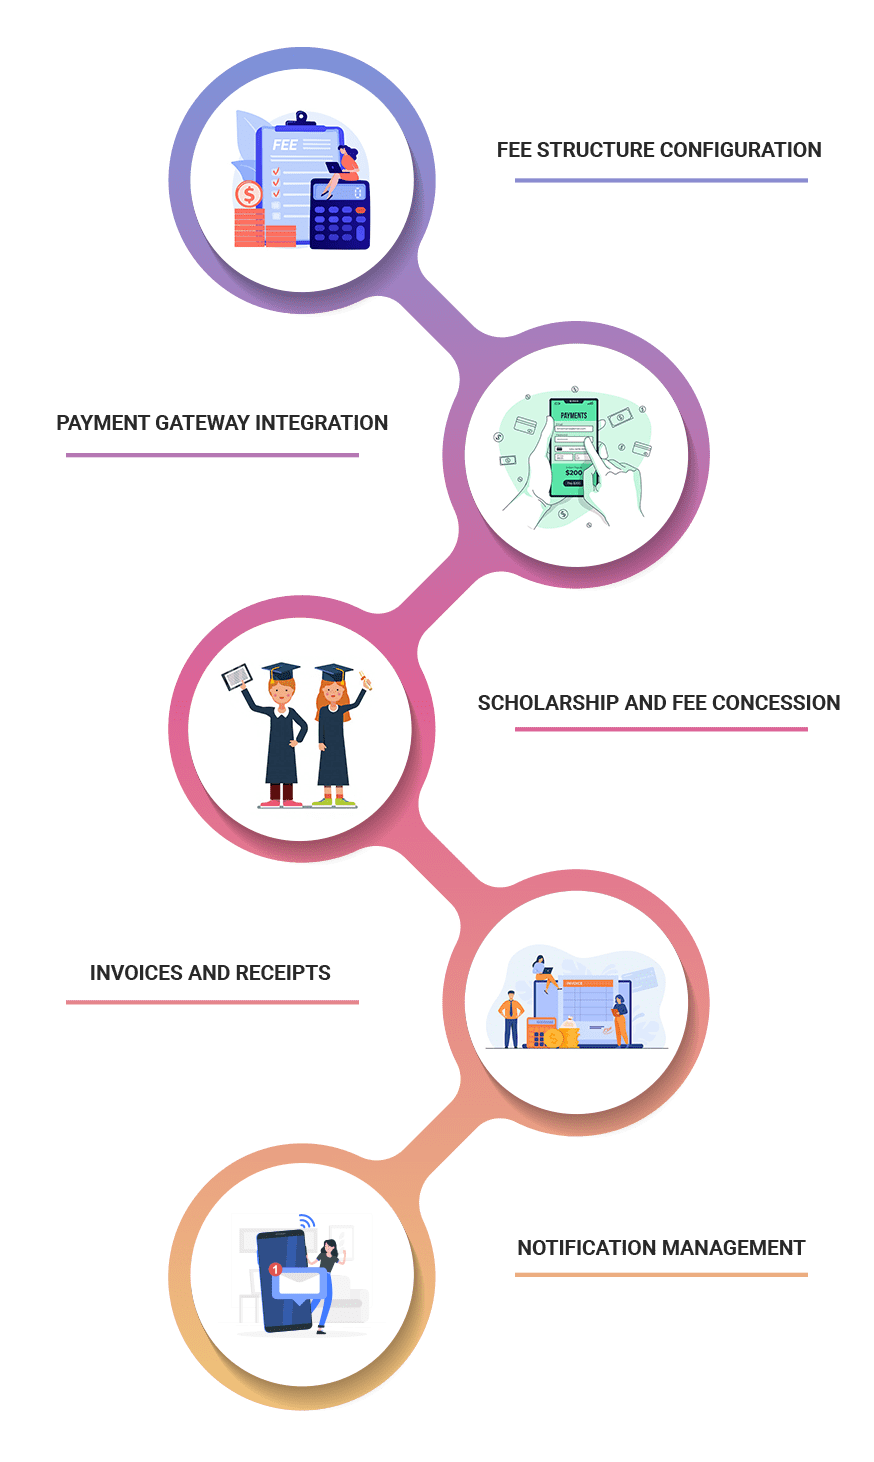 FEE
0
$
FEE STRUCTURE CONFIGURATION
PAYMENT GATEWAY INTEGRATION
PAYMENTS
$200
SCHOLARSHIP AND FEE CONCESSION
INVOICES AND RECEIPTS
INVOICE
$
NOTIFICATION MANAGEMENT
1